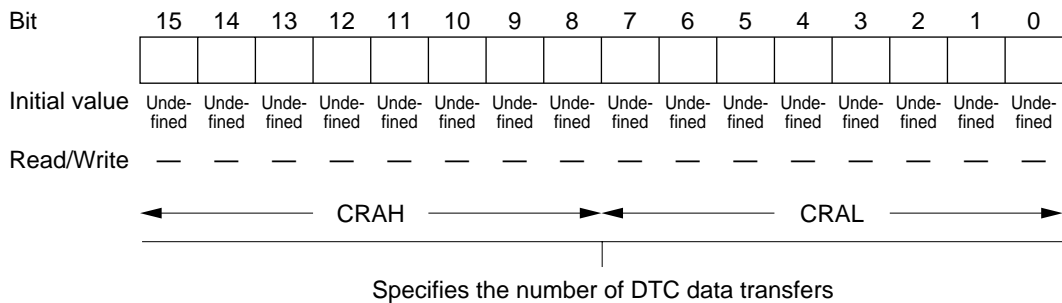 Bit 15 14 13 12 11 10 9 8 7 6 5 4 3 2 1 0
Initial value Unde- Unde- Unde- Unde- Unde- Unde- Unde- Unde- Unde- Unde- Unde- Unde- Unde- Unde- Unde- Unde-
fined fined fined fined fined fined fined fined fined fined fined fined fined fined fined fined
Read/Write — — — — — — — — — — — — — — — —
CRAH CRAL
Specifies the number of DTC data transfers